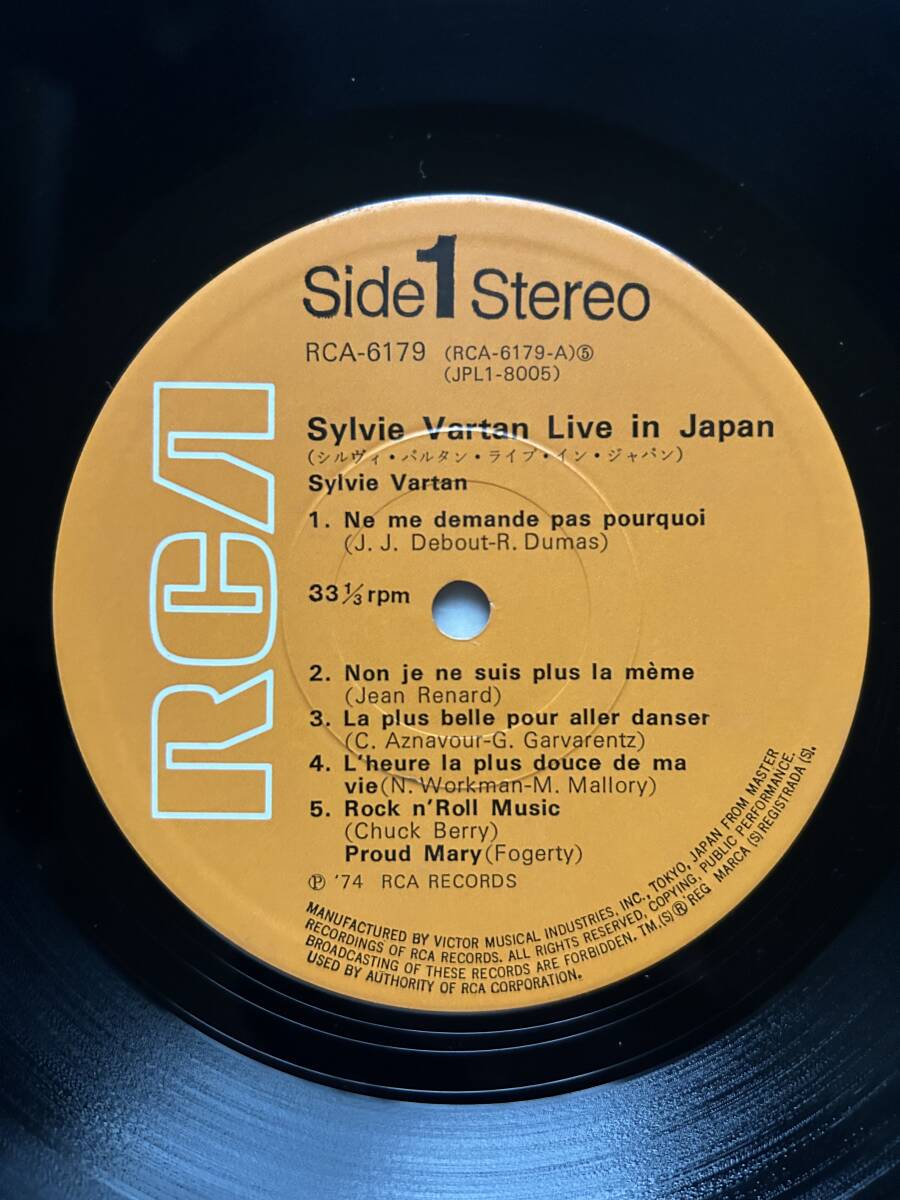 RCA
Side 1 Stereo
RCA-6179 (RCA-6179-A)⑤
(JPL1-8005)
Sylvie Vartan Live in Japan
(シルヴィ・バルタン・ライブ・イン・ジャパン)
Sylvie Vartan
1. Ne me demande pas pourquoi
(J. J. Debout-R. Dumas)
33 1/3 rpm
2. Non je ne suis plus la mème
(Jean Renard)
3. La plus belle pour aller danser
(C. Aznavour-G. Garvarentz)
4. L'heure la plus douce de ma
vie(N. Workman-M. Mallory)
5. Rock n'Roll Music
(Chuck Berry)
Proud Mary(Fogerty)
℗ '74 RCA RECORDS
MANUFACTURED BY VICTOR MUSICAL INDUSTRIES, INC., TOKYO, JAPAN FROM MASTER
RECORDINGS OF RCA RECORDS. ALL RIGHTS RESERVED, COPYING, PUBLIC PERFORMANCE,
BROADCASTING OF THESE RECORDS ARE FORBIDDEN. TM.(S)® REG MARCA (S) REGISTRADA (S).
USED BY AUTHORITY OF RCA CORPORATION.